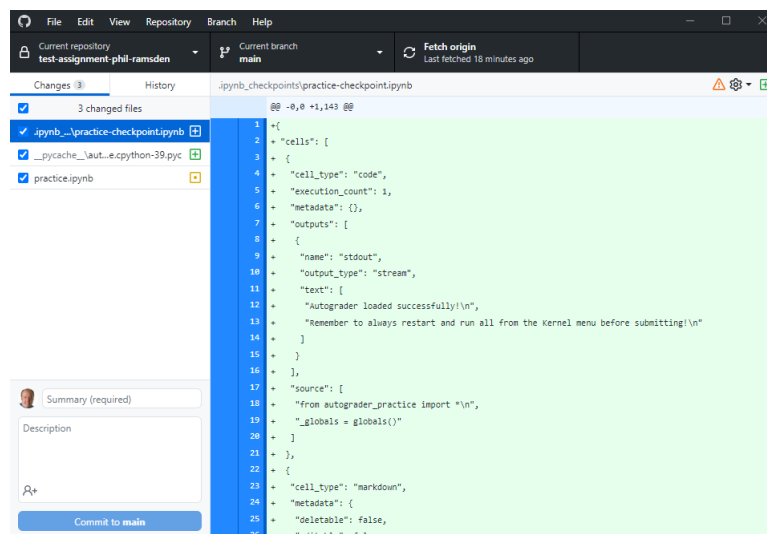 File Edit View Repository Branch Help
Current repository
test-assignment-phil-ramsden
Current branch
main
Fetch origin
Last fetched 18 minutes ago
Changes 3 History
.ipynb_checkpoints\practice-checkpoint.ipynb
3 changed files
.ipynb_...\practice-checkpoint.ipynb
__pycache__\aut...e.cpython-39.pyc
practice.ipynb
@@ -0,0 +1,143 @@
1 +{
2 + "cells": [
3 +  {
4 +   "cell_type": "code",
5 +   "execution_count": 1,
6 +   "metadata": {},
7 +   "outputs": [
8 +    {
9 +     "name": "stdout",
10 +     "output_type": "stream",
11 +     "text": [
12 +      "Autograder loaded successfully!\n",
13 +      "Remember to always restart and run all from the Kernel menu before submitting!\n"
14 +     ]
15 +    }
16 +   ],
17 +   "source": [
18 +    "from autograder_practice import *\n",
19 +    "_globals = globals()"
20 +   ]
21 +  },
22 +  {
23 +   "cell_type": "markdown",
24 +   "metadata": {
25 +    "deletable": false,
Summary (required)
Description
Commit to main